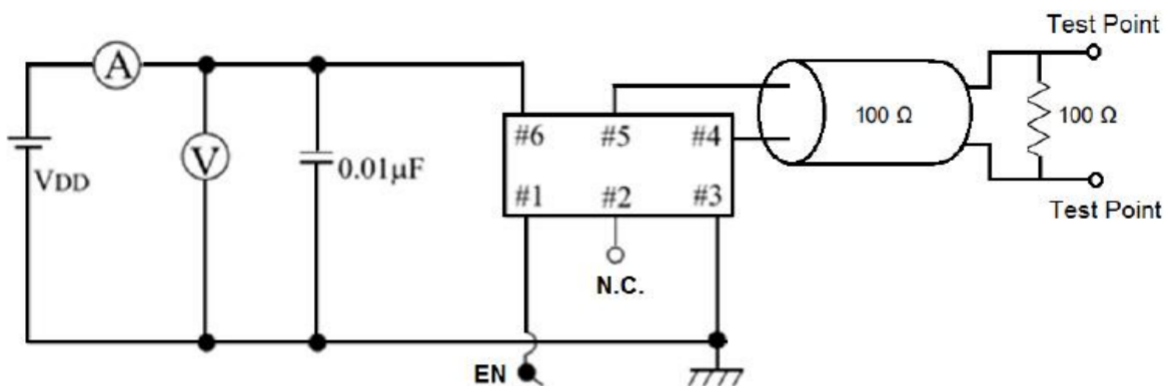 Test Point
A
100 Ω
100 Ω
#6 #5 #4
V
0.01μF
VDD
#1 #2 #3
Test Point
N.C.
EN